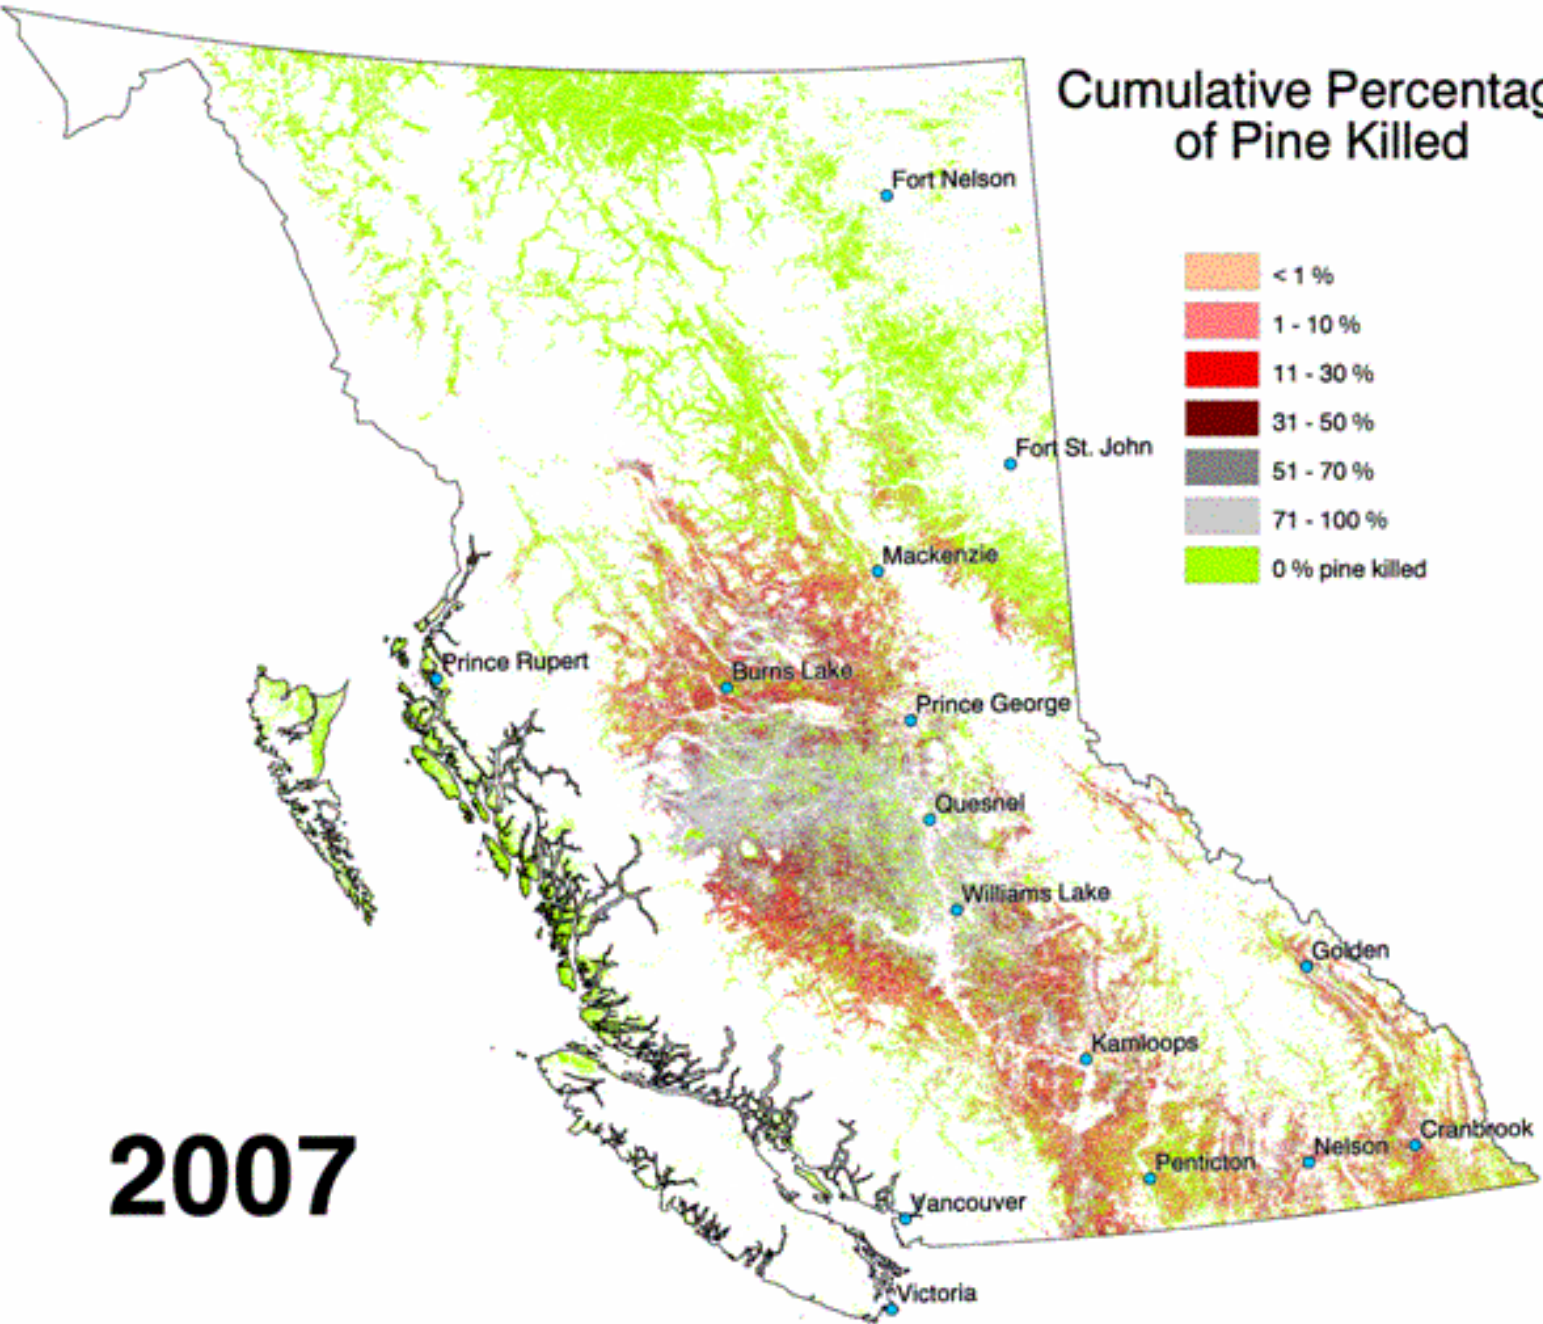 Cumulative Percentag
of Pine Killed
Fort Nelson
< 1 %
1 - 10 %
11 - 30 %
31 - 50 %
51 - 70 %
71 - 100 %
0 % pine killed
Fort St. John
Mackenzie
Prince Rupert
Burns Lake
Prince George
Quesnel
Williams Lake
Golden
Kamloops
Cranbrook
Nelson
Penticton
Vancouver
Victoria
2007